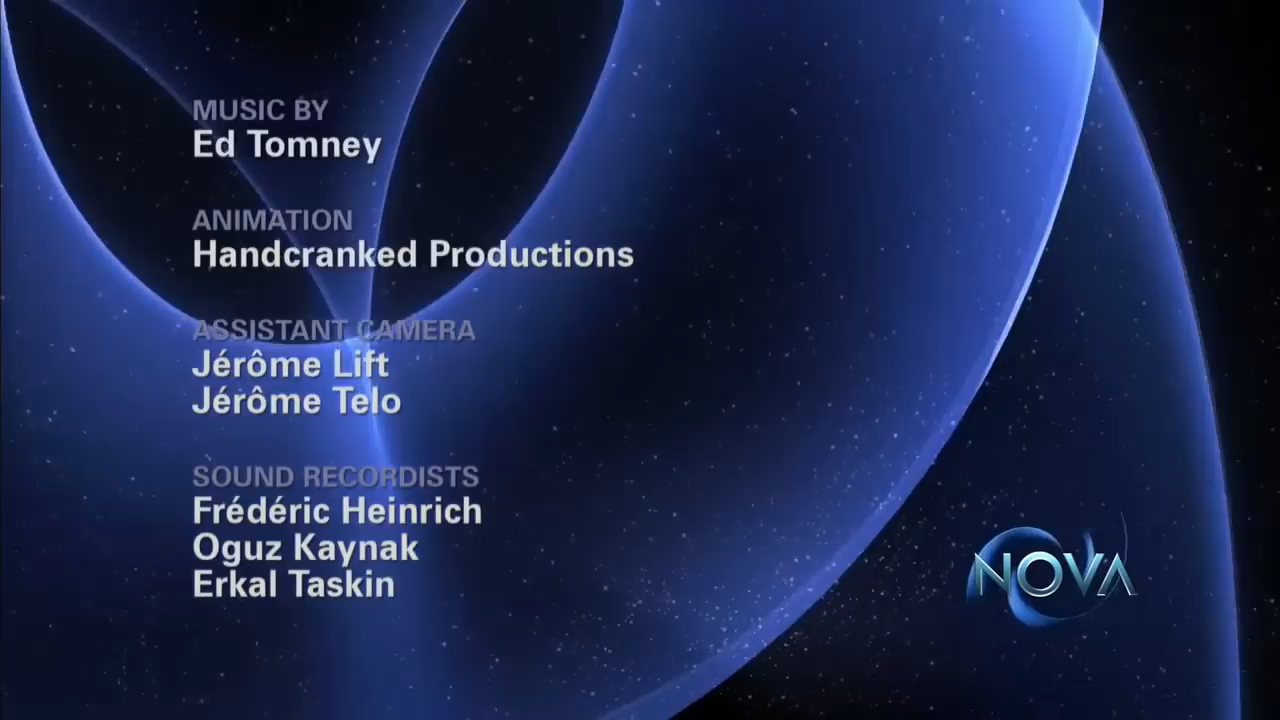 MUSIC BY
Ed Tomney
ANIMATION
Handcranked Productions
ASSISTANT CAMERA
Jérôme Lift
Jérôme Telo
SOUND RECORDISTS
Frédéric Heinrich
Oguz Kaynak
Erkal Taskin
NOVA